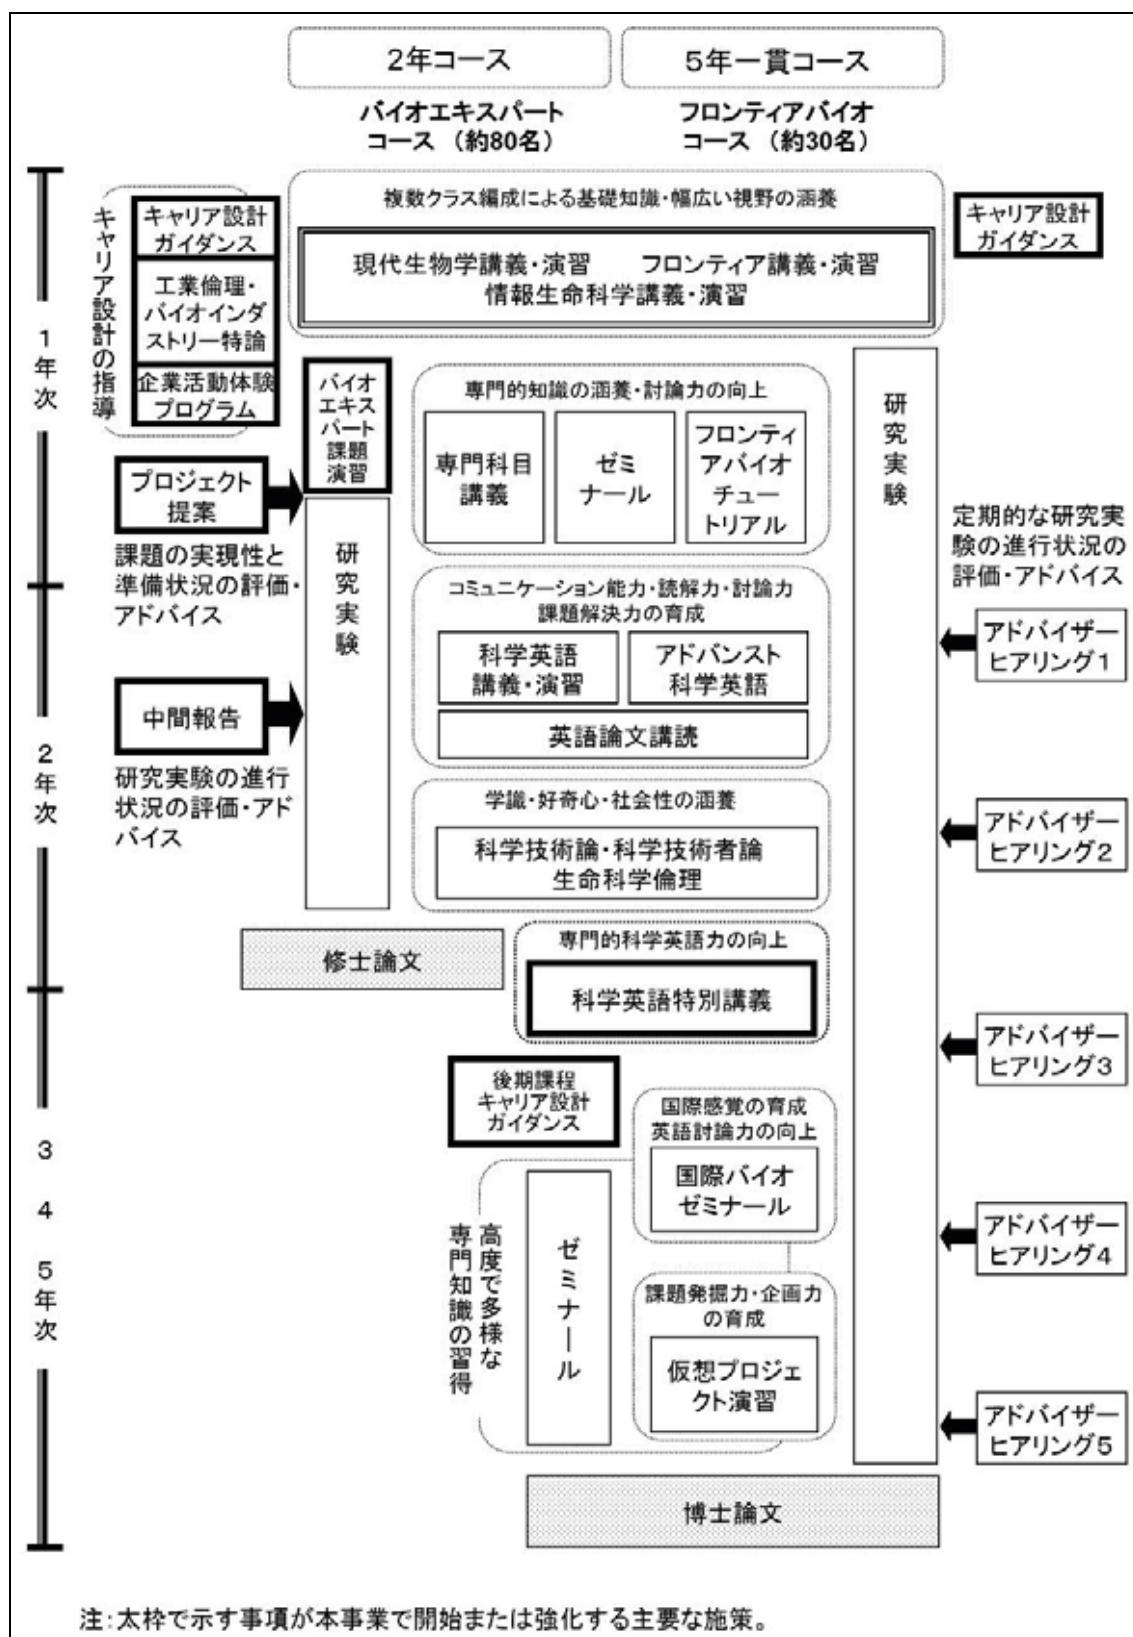 2年コース
5年一貫コース
バイオエキスパート
コース （約80名）
フロンティアバイオ
コース （約30名）
複数クラス編成による基礎知識・幅広い視野の涵養
現代生物学講義・演習　フロンティア講義・演習
情報生命科学講義・演習
キャリア設計の指導
キャリア設計
ガイダンス
工業倫理・
バイオインダ
ストリー特論
企業活動体験
プログラム
キャリア設計
ガイダンス
1年次
バイオ
エキス
パート
課題
演習
専門的知識の涵養・討論力の向上
専門科目
講義
ゼミ
ナール
フロンティ
アバイオ
チュー
トリアル
研究実験
プロジェクト
提案
課題の実現性と
準備状況の評価・
アドバイス
研究実験
定期的な研究実
験の進行状況の
評価・アドバイス
コミュニケーション能力・読解力・討論力
課題解決力の育成
科学英語
講義・演習
アドバンスト
科学英語
英語論文講読
アドバイザー
ヒアリング1
中間報告
研究実験の進行
状況の評価・アド
バイス
2年次
学識・好奇心・社会性の涵養
科学技術論・科学技術者論
生命科学倫理
アドバイザー
ヒアリング2
修士論文
専門的科学英語力の向上
科学英語特別講義
アドバイザー
ヒアリング3
後期課程
キャリア設計
ガイダンス
国際感覚の育成
英語討論力の向上
国際バイオ
ゼミナール
3 4 5年次
高度で多様な
専門知識の習得
ゼミナール
アドバイザー
ヒアリング4
課題発掘力・企画力
の育成
仮想プロジェ
クト演習
アドバイザー
ヒアリング5
博士論文
注：太枠で示す事項が本事業で開始または強化する主要な施策。